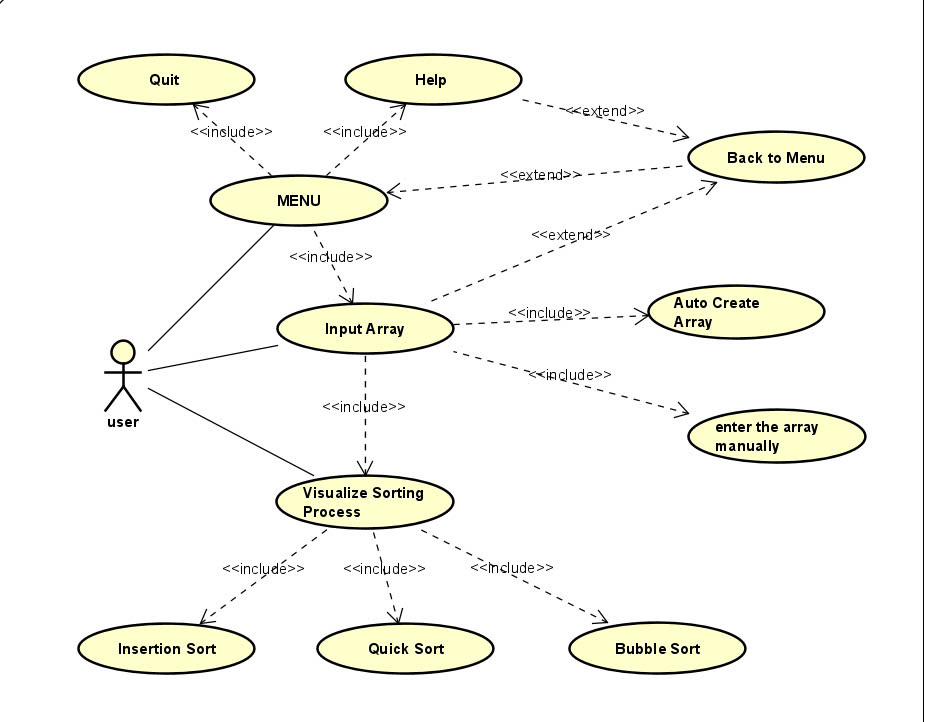 Quit
Help
<<extend>>
<<include>>
<<include>>
Back to Menu
<<extend>>
MENU
<<extend>>
<<include>>
Auto Create
Array
<<include>>
Input Array
<<include>>
<<include>>
user
enter the array
manually
Visualize Sorting
Process
<<include>>
<<include>>
<<include>>
Insertion Sort
Quick Sort
Bubble Sort